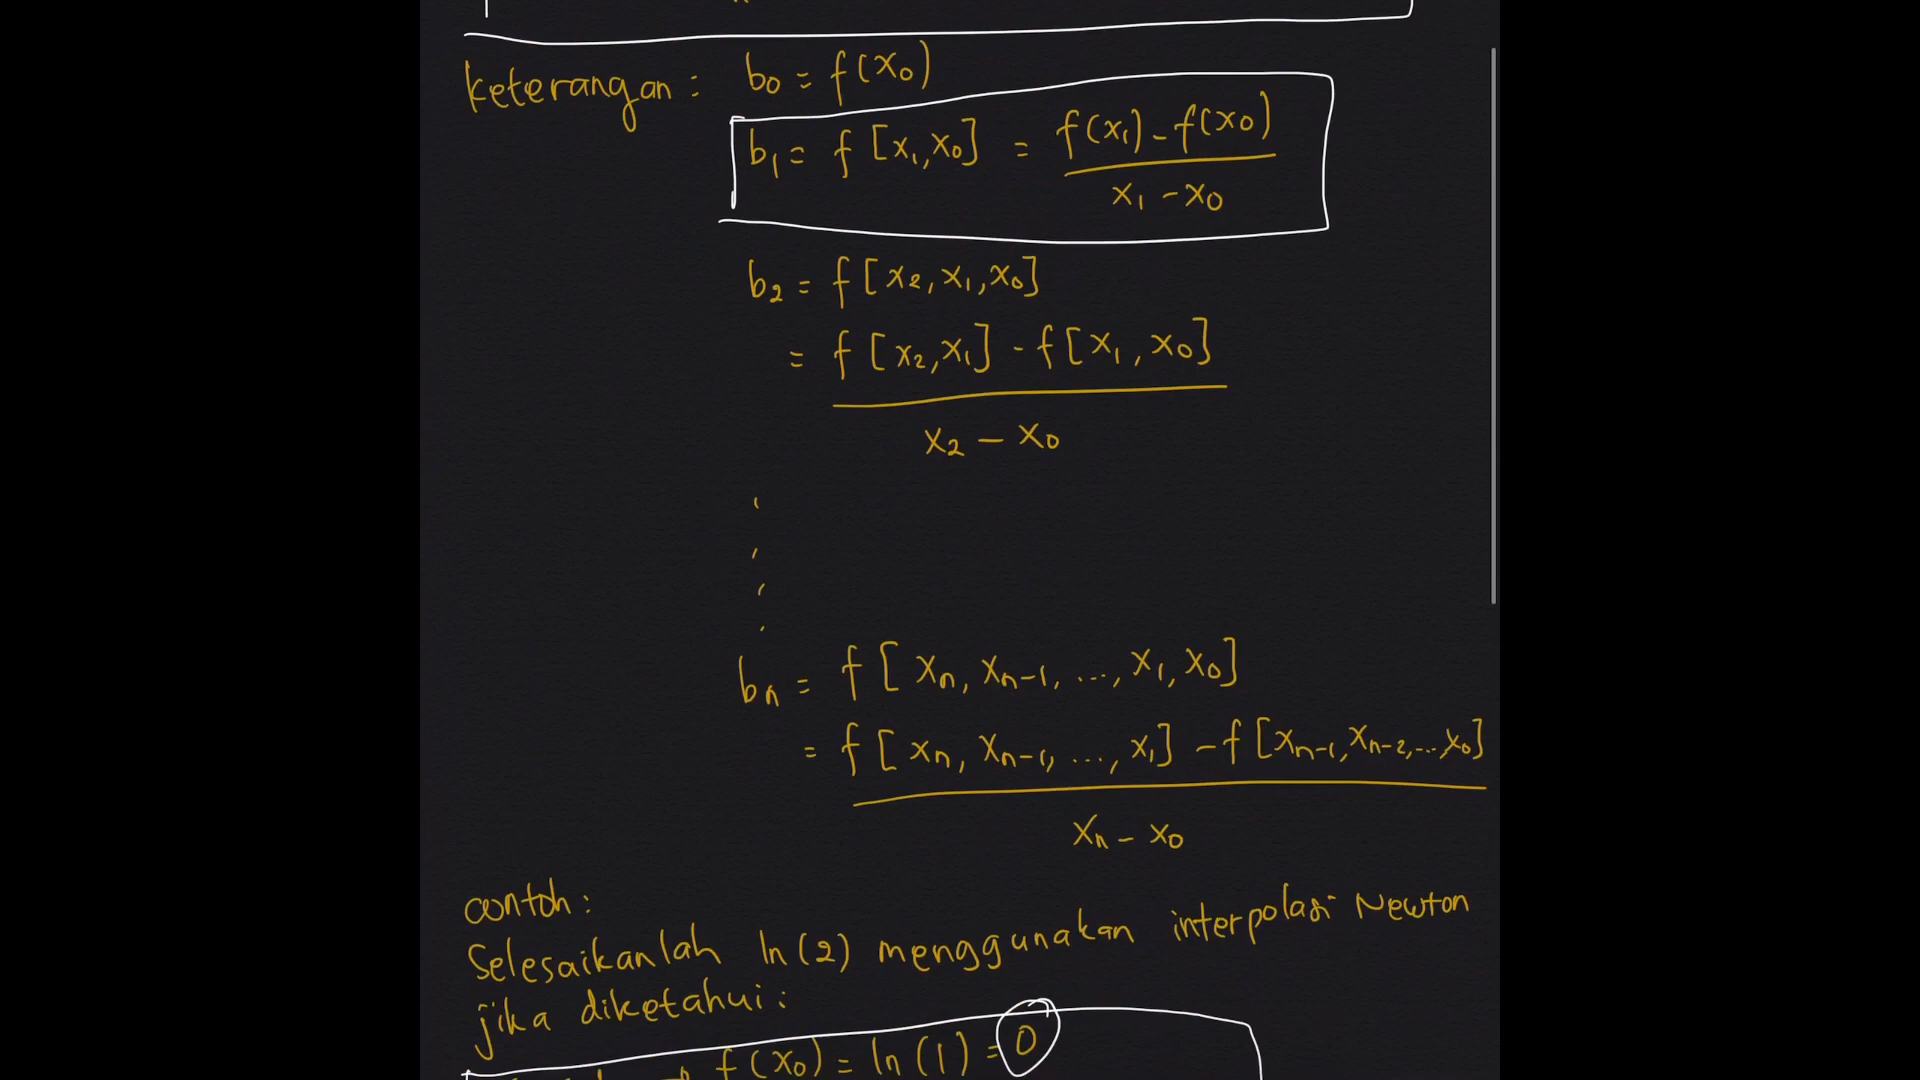 keterangan: b0 = f(x0)
b1 = f[x1,x0] = f(x1) - f(x0) / x1 - x0
b2 = f[x2,x1,x0]
= f[x2,x1] - f[x1,x0] / x2 - x0
bn = f[xn, xn-1, ..., x1, x0]
= f[xn, xn-1, ..., x1] - f[xn-1, xn-2, ..., x0] / xn - x0
contoh:
Selesaikanlah ln(2) menggunakan interpolasi Newton
jika diketahui:
f(x0) = ln(1) = 0